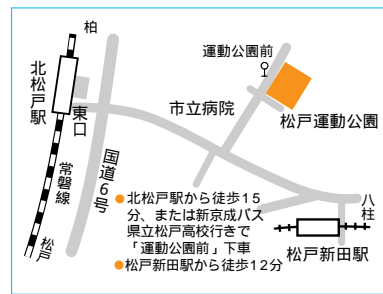 柏
北松戸駅
東口
常磐線
松戸
国道6号
市立病院
運動公園前
松戸運動公園
八柱
松戸新田駅
●北松戸駅から徒歩15
分、または新京成バス
県立松戸高校行きで
「運動公園前」下車
●松戸新田駅から徒歩12分